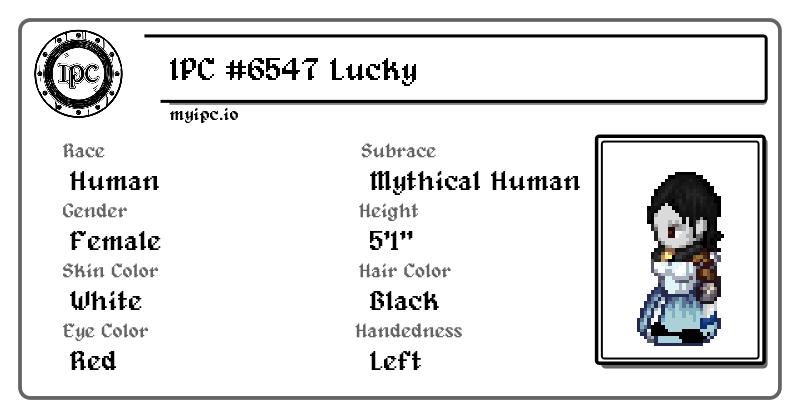 IPC
IPC #6547 Lucky
myipc.io
Race
Human
Subrace
Mythical Human
Gender
Female
Height
5'1"
Skin Color
White
Hair Color
Black
Eye Color
Red
Handedness
Left